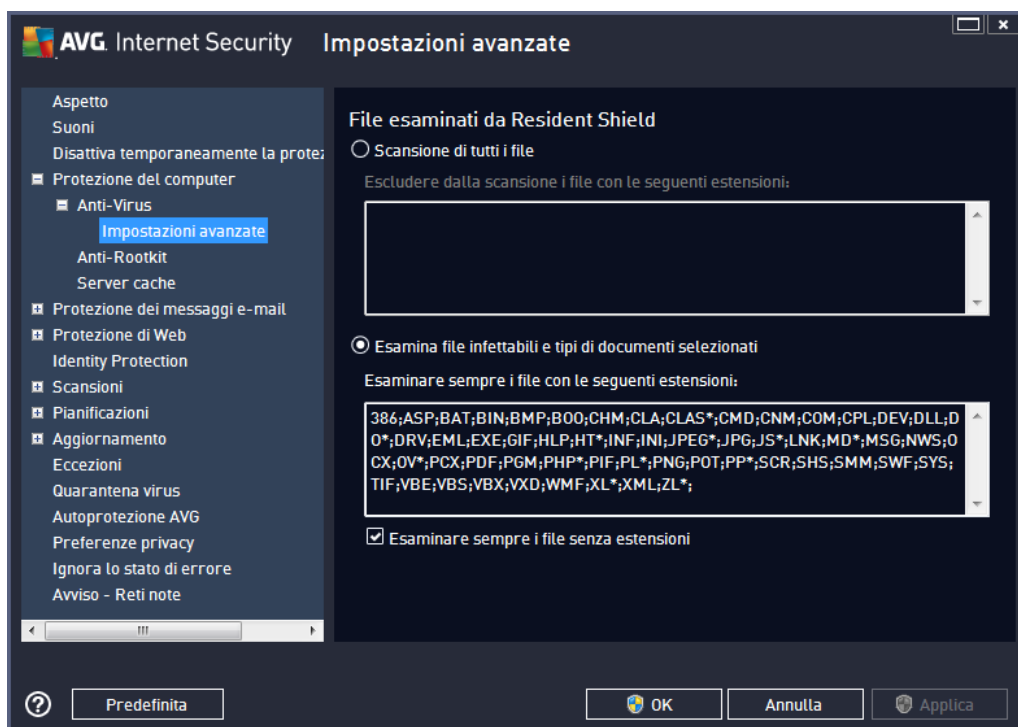 AVG. Internet Security Impostazioni avanzate
Aspetto
Suoni
Disattiva temporaneamente la protez
Protezione del computer
Anti-Virus
Impostazioni avanzate
Anti-Rootkit
Server cache
Protezione dei messaggi e-mail
Protezione di Web
Identity Protection
Scansioni
Pianificazioni
Aggiornamento
Eccezioni
Quarantena virus
Autoprotezione AVG
Preferenze privacy
Ignora lo stato di errore
Avviso - Reti note
File esaminati da Resident Shield
Scansione di tutti i file
Escludere dalla scansione i file con le seguenti estensioni:
Esamina file infettabili e tipi di documenti selezionati
Esaminare sempre i file con le seguenti estensioni:
386;ASP;BAT;BIN;BMP;BOO;CHM;CLA;CLAS*;CMD;CNM;COM;CPL;DEV;DLL;D
O*;DRV;EML;EXE;GIF;HLP;HT*;INF;INI;JPEG*;JPG;JS*;LNK;MD*;MSG;NWS;O
CX;OV*;PCX;PDF;PGM;PHP*;PIF;PL*;PNG;POT;PP*;SCR;SHS;SMM;SWF;SYS;
TIF;VBE;VBS;VBX;VXD;WMF;XL*;XML;ZL*;
Esaminare sempre i file senza estensioni
Predefinita
OK
Annulla
Applica